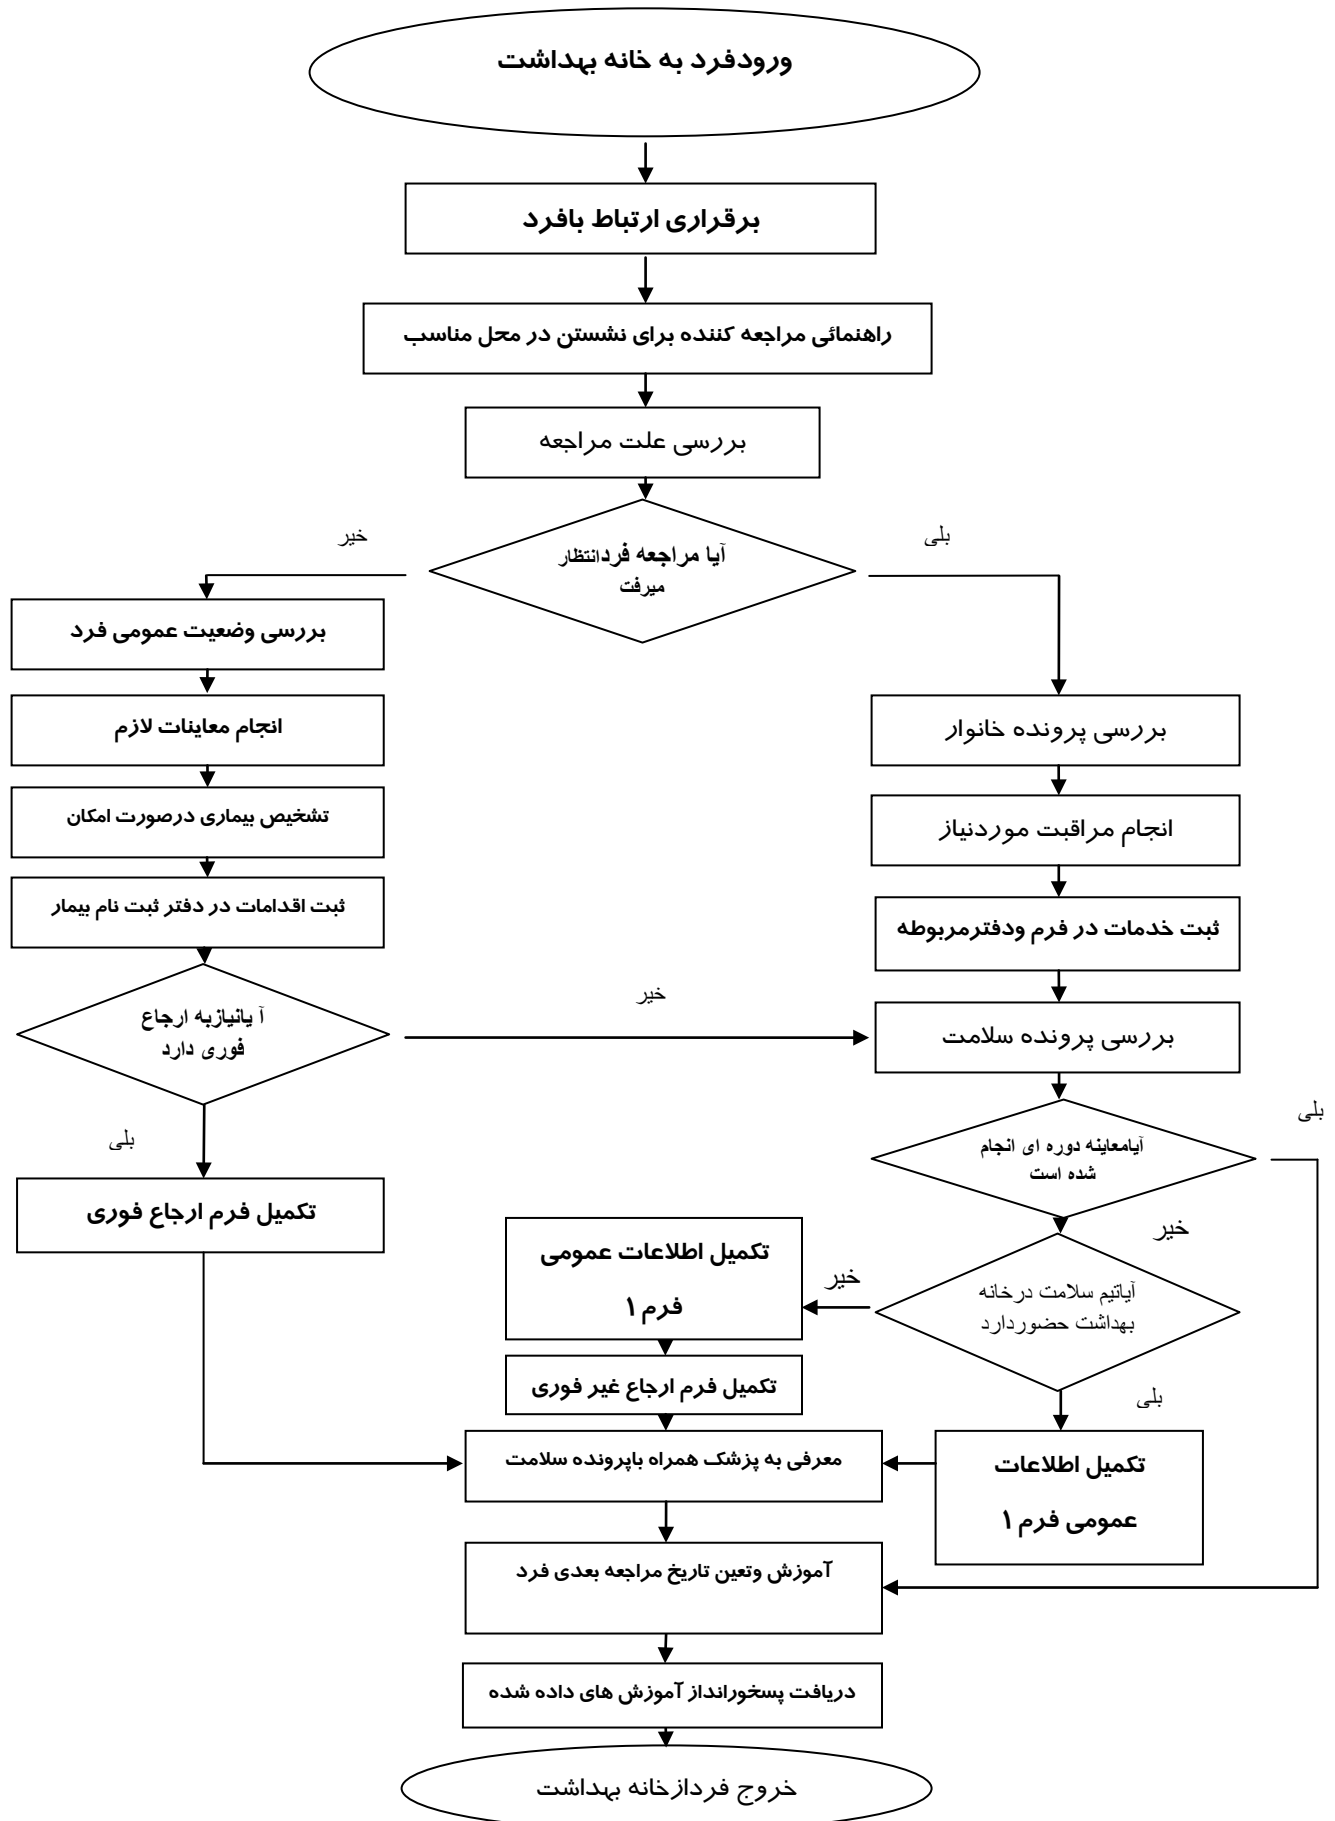 ورودفرد به خانه بهداشت
برقراری ارتباط بافرد
راهنمائی مراجعه کننده برای نشستن در محل مناسب
بررسی علت مراجعه
آیا مراجعه فردانتظار
میرفت
بلی
خیر
بررسی وضعیت عمومی فرد
انجام معاینات لازم
تشخیص بیماری درصورت امکان
ثبت اقدامات در دفتر ثبت نام بیمار
آ یانیازبه ارجاع
فوری دارد
خیر
بلی
تکمیل فرم ارجاع فوری
بررسی پرونده خانوار
انجام مراقبت موردنیاز
ثبت خدمات در فرم ودفترمربوطه
بررسی پرونده سلامت
آیامعاینه دوره ای انجام
شده است
بلی
خیر
آیاتیم سلامت درخانه
بهداشت حضوردارد
خیر
بلی
تکمیل اطلاعات عمومی
فرم ۱
تکمیل فرم ارجاع غیر فوری
تکمیل اطلاعات
عمومی فرم ۱
معرفی به پزشک همراه باپرونده سلامت
آموزش وتعین تاریخ مراجعه بعدی فرد
دریافت پسخورانداز آموزش های داده شده
خروج فردازخانه بهداشت